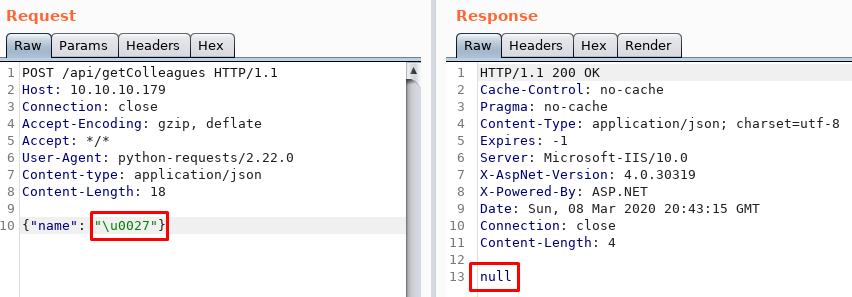 Request
Raw Params Headers Hex
1 POST /api/getColleagues HTTP/1.1
2 Host: 10.10.10.179
3 Connection: close
4 Accept-Encoding: gzip, deflate
5 Accept: */*
6 User-Agent: python-requests/2.22.0
7 Content-type: application/json
8 Content-Length: 18
9
10 {"name": "\u0027"}
Response
Raw Headers Hex Render
1 HTTP/1.1 200 OK
2 Cache-Control: no-cache
3 Pragma: no-cache
4 Content-Type: application/json; charset=utf-8
5 Expires: -1
6 Server: Microsoft-IIS/10.0
7 X-AspNet-Version: 4.0.30319
8 X-Powered-By: ASP.NET
9 Date: Sun, 08 Mar 2020 20:43:15 GMT
10 Connection: close
11 Content-Length: 4
12
13 null